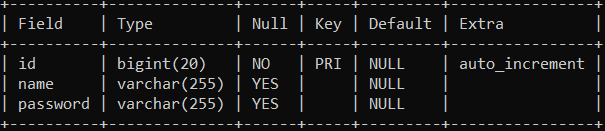 +----------+--------------+------+-----+---------+----------------+
| Field    | Type         | Null | Key | Default | Extra          |
+----------+--------------+------+-----+---------+----------------+
| id       | bigint(20)   | NO   | PRI | NULL    | auto_increment |
| name     | varchar(255) | YES  |     | NULL    |                |
| password | varchar(255) | YES  |     | NULL    |                |
+----------+--------------+------+-----+---------+----------------+